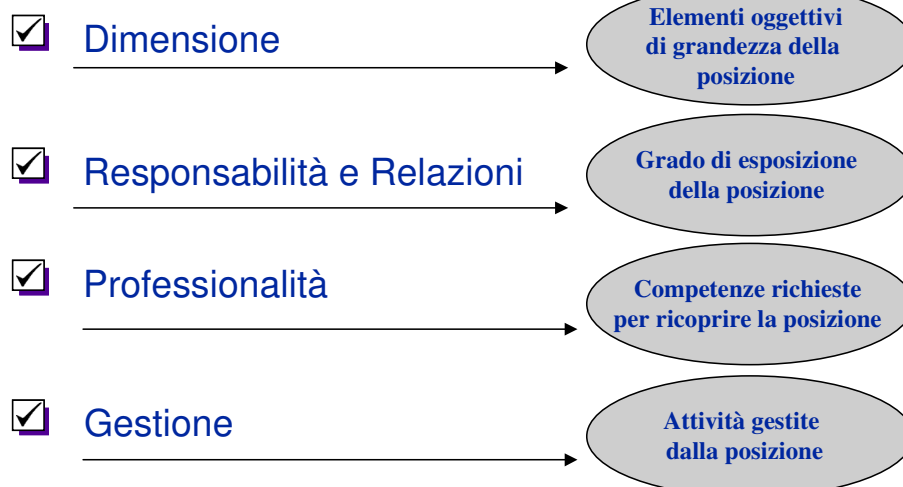 Dimensione
Elementi oggettivi
di grandezza della
posizione
Responsabilità e Relazioni
Grado di esposizione
della posizione
Professionalità
Competenze richieste
per ricoprire la posizione
Gestione
Attività gestite
dalla posizione